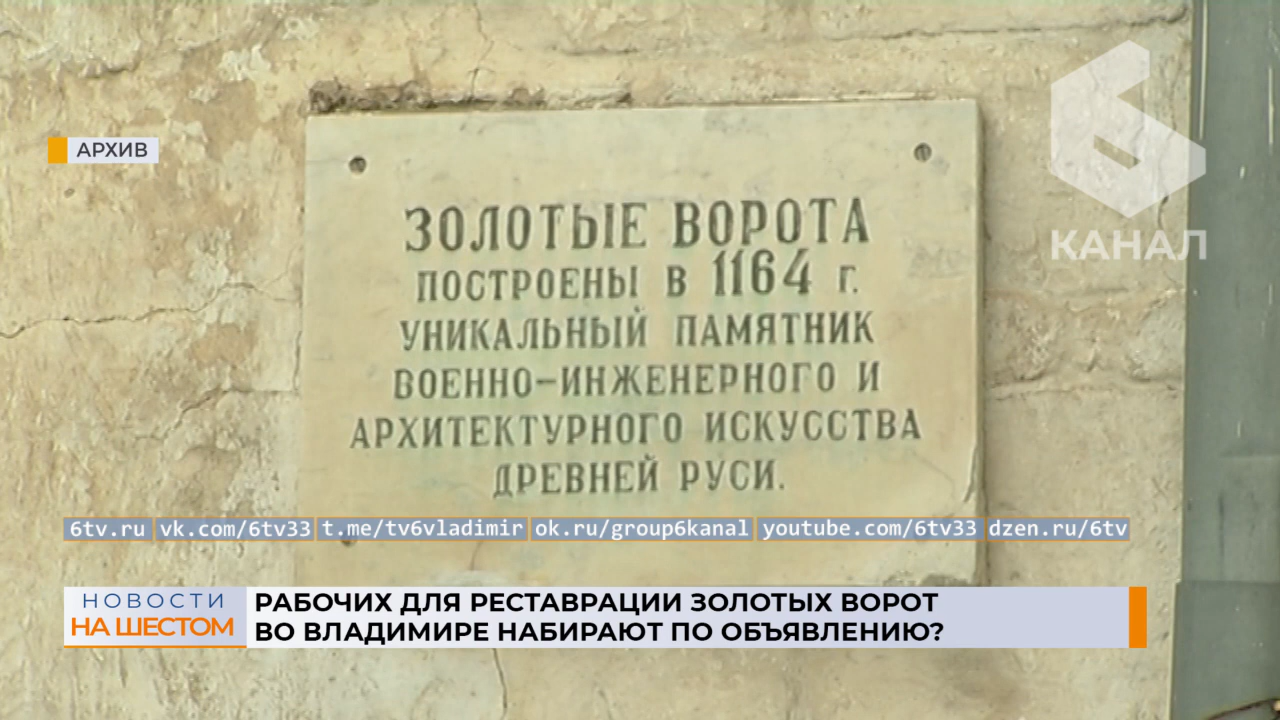 6
КАНАЛ
АРХИВ
ЗОЛОТЫЕ ВОРОТА
ПОСТРОЕНЫ В 1164 г.
УНИКАЛЬНЫЙ ПАМЯТНИК
ВОЕННО-ИНЖЕНЕРНОГО И
АРХИТЕКТУРНОГО ИСКУССТВА
ДРЕВНЕЙ РУСИ.
6tv.ru vk.com/6tv33 t.me/tv6vladimir ok.ru/group6kanal youtube.com/6tv33 dzen.ru/6tv
НОВОСТИ
НА ШЕСТОМ
РАБОЧИХ ДЛЯ РЕСТАВРАЦИИ ЗОЛОТЫХ ВОРОТ
ВО ВЛАДИМИРЕ НАБИРАЮТ ПО ОБЪЯВЛЕНИЮ?